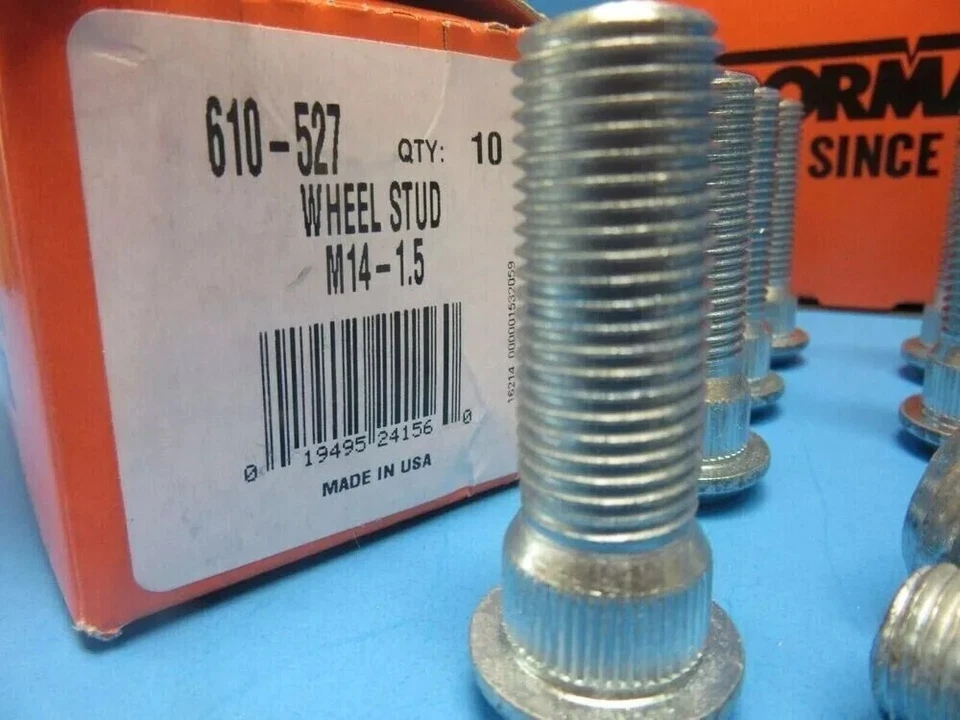 610-527 QTY: 10
WHEEL STUD
M14-1.5
0 19495 24156 0
MADE IN USA
16214 000001532059
SINCE